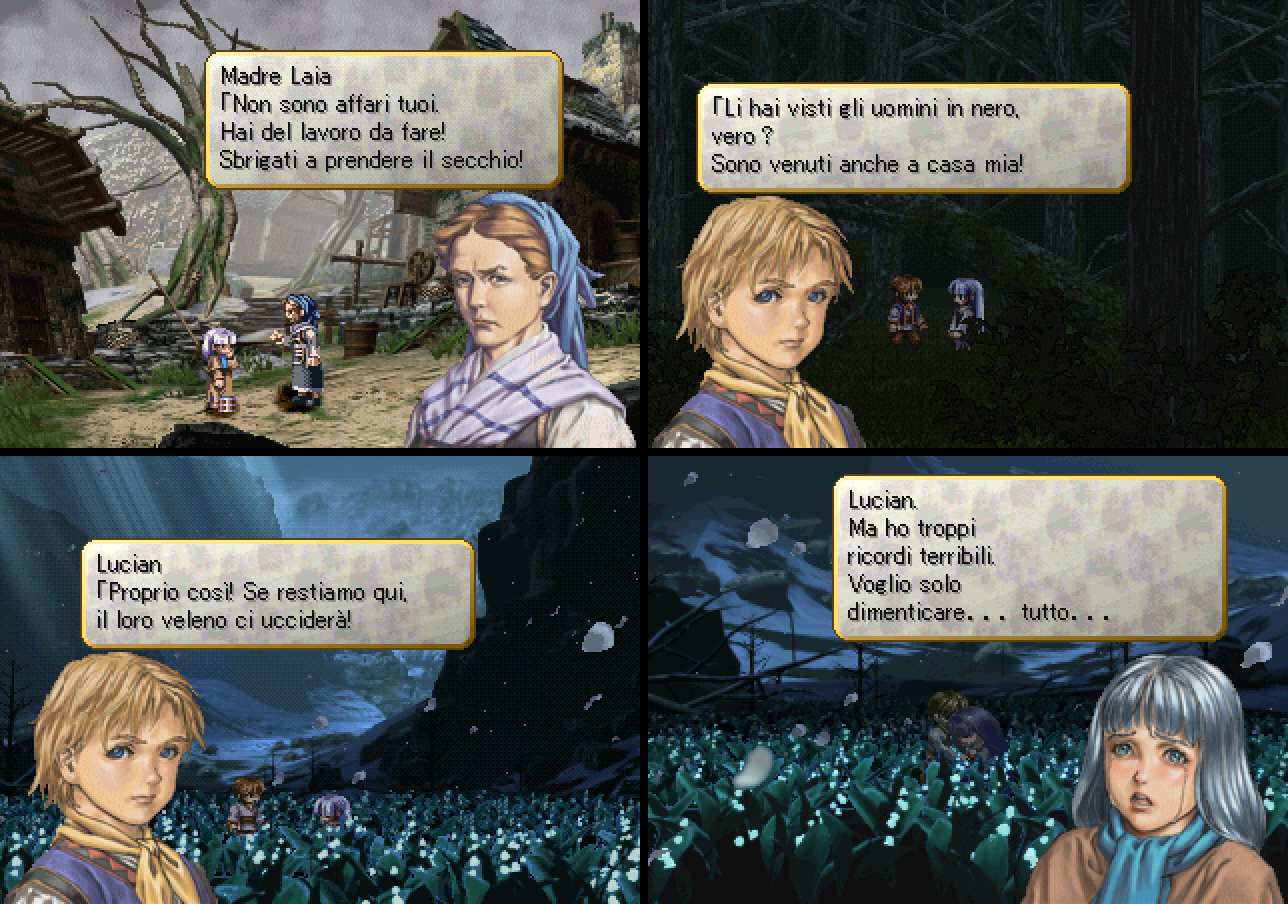 Madre Laia
「Non sono affari tuoi.
Hai del lavoro da fare!
Sbrigati a prendere il secchio!
「Li hai visti gli uomini in nero,
vero ?
Sono venuti anche a casa mia!
Lucian
「Proprio così! Se restiamo qui,
il loro veleno ci ucciderà!
Lucian.
Ma ho troppi
ricordi terribili.
Voglio solo
dimenticare... tutto...